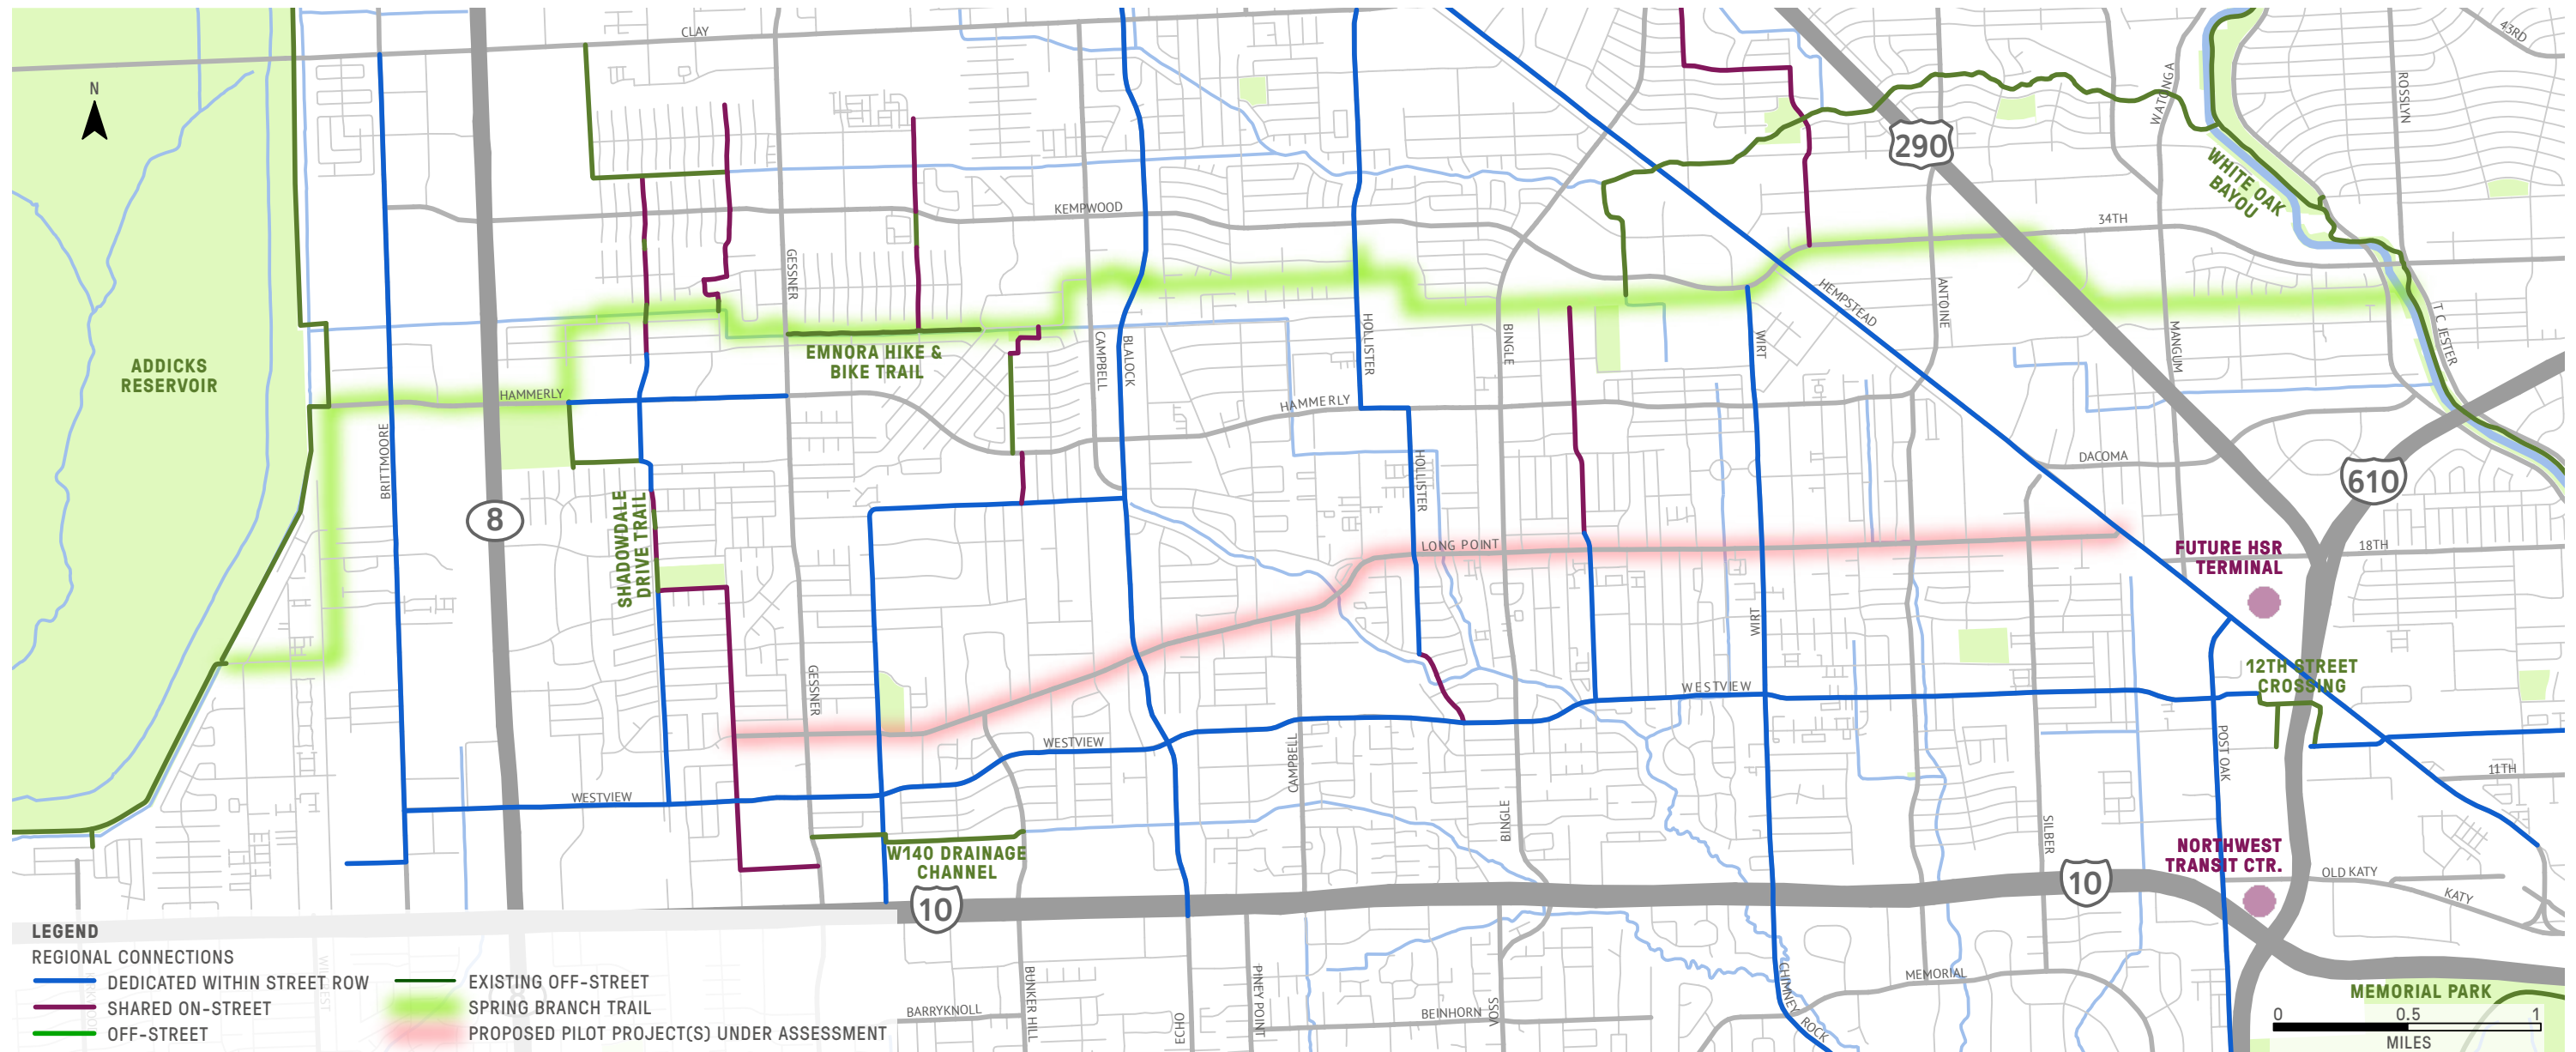 CLAY
43RD
N
WATONGA
ROSSLYN
290
WHITE OAK
BAYOU
KEMPWOOD
34TH
GESSNER
HEMPSTEAD
ANTOINE
T C JESTER
MANGUM
HOLLISTER
BINGLE
WIRT
CAMPBELL
BLALOCK
EMNORA HIKE &
BIKE TRAIL
ADDICKS
RESERVOIR
HAMMERLY
HAMMERLY
BRITTMOORE
DACOMA
610
HOLLISTER
8
SHADOWDALE
DRIVE TRAIL
LONG POINT
FUTURE HSR
TERMINAL
18TH
WIRT
GESSNER
12TH STREET
CROSSING
WESTVIEW
WESTVIEW
WESTVIEW
CAMPBELL
POST OAK
11TH
BINGLE
SILBER
W140 DRAINAGE
CHANNEL
NORTHWEST
TRANSIT CTR.
OLD KATY
KATY
10
10
LEGEND
REGIONAL CONNECTIONS
DEDICATED WITHIN STREET ROW
SHARED ON-STREET
OFF-STREET
EXISTING OFF-STREET
SPRING BRANCH TRAIL
PROPOSED PILOT PROJECT(S) UNDER ASSESSMENT
BARRYKNOLL
BUNKER HILL
ECHO
PINEY POINT
BEINHORN
VOSS
CHIMNEY ROCK
MEMORIAL
MEMORIAL PARK
0 0.5 1
MILES